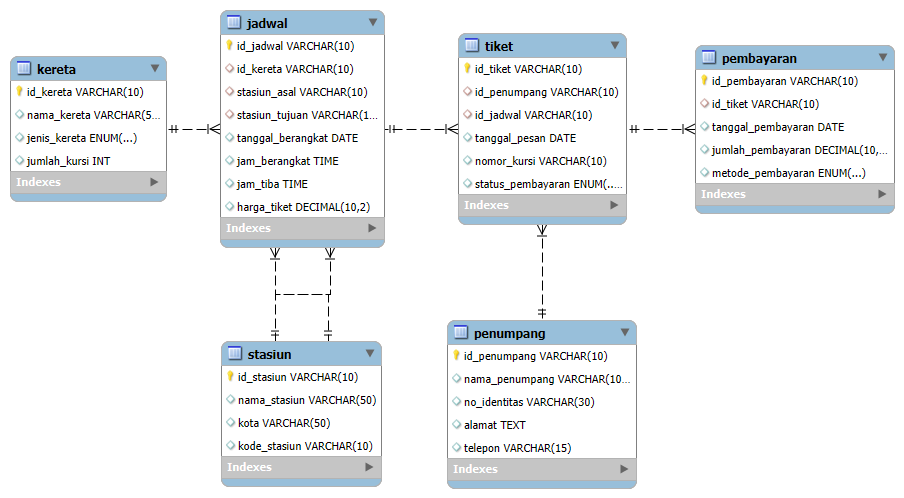 kereta
id_kereta VARCHAR(10)
nama_kereta VARCHAR(5...
jenis_kereta ENUM(...)
jumlah_kursi INT
Indexes
jadwal
id_jadwal VARCHAR(10)
id_kereta VARCHAR(10)
stasiun_asal VARCHAR(10)
stasiun_tujuan VARCHAR(1...
tanggal_berangkat DATE
jam_berangkat TIME
jam_tiba TIME
harga_tiket DECIMAL(10,2)
Indexes
tiket
id_tiket VARCHAR(10)
id_penumpang VARCHAR(10)
id_jadwal VARCHAR(10)
tanggal_pesan DATE
nomor_kursi VARCHAR(10)
status_pembayaran ENUM(...
Indexes
pembayaran
id_pembayaran VARCHAR(10)
id_tiket VARCHAR(10)
tanggal_pembayaran DATE
jumlah_pembayaran DECIMAL(10,...
metode_pembayaran ENUM(...)
Indexes
stasiun
id_stasiun VARCHAR(10)
nama_stasiun VARCHAR(50)
kota VARCHAR(50)
kode_stasiun VARCHAR(10)
Indexes
penumpang
id_penumpang VARCHAR(10)
nama_penumpang VARCHAR(10...
no_identitas VARCHAR(30)
alamat TEXT
telepon VARCHAR(15)
Indexes